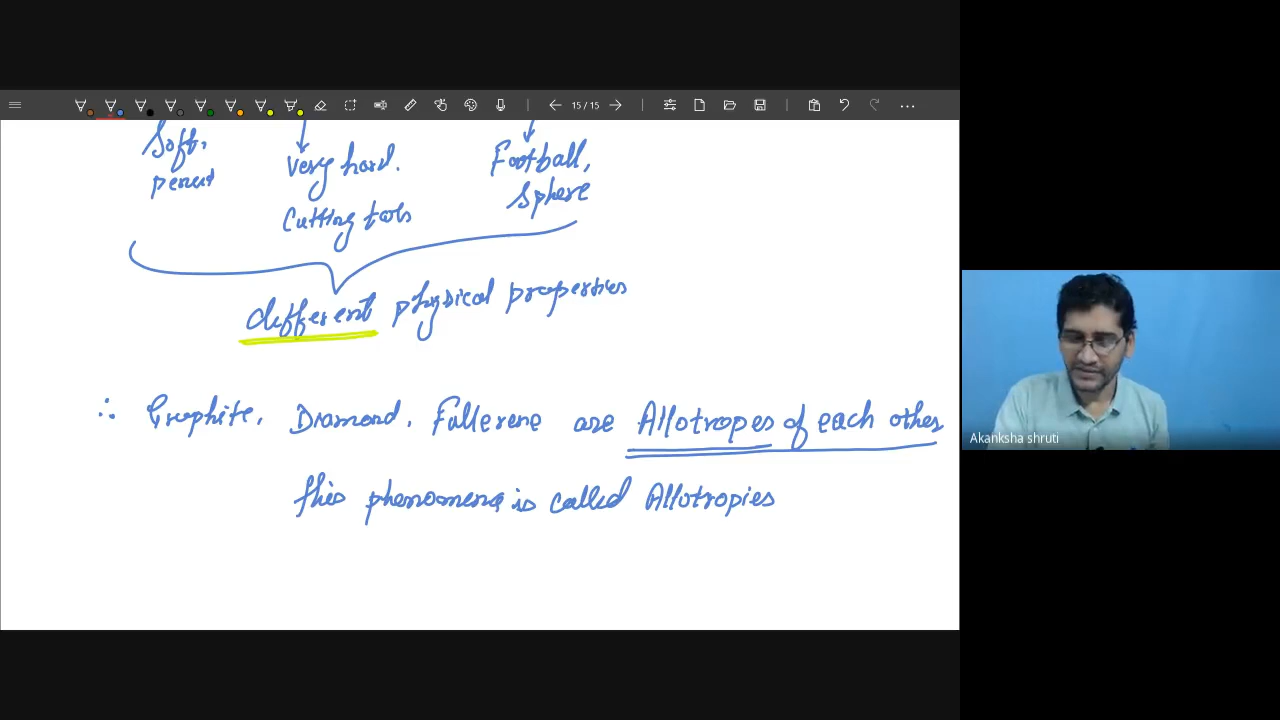 15 / 15
Soft, Very hard. Football,
pencil Cutting tools Sphere
different physical properties
∴ Graphite, Diamond, Fullerene are Allotropes of each other
this phenomena is called Allotropies
Akanksha shruti